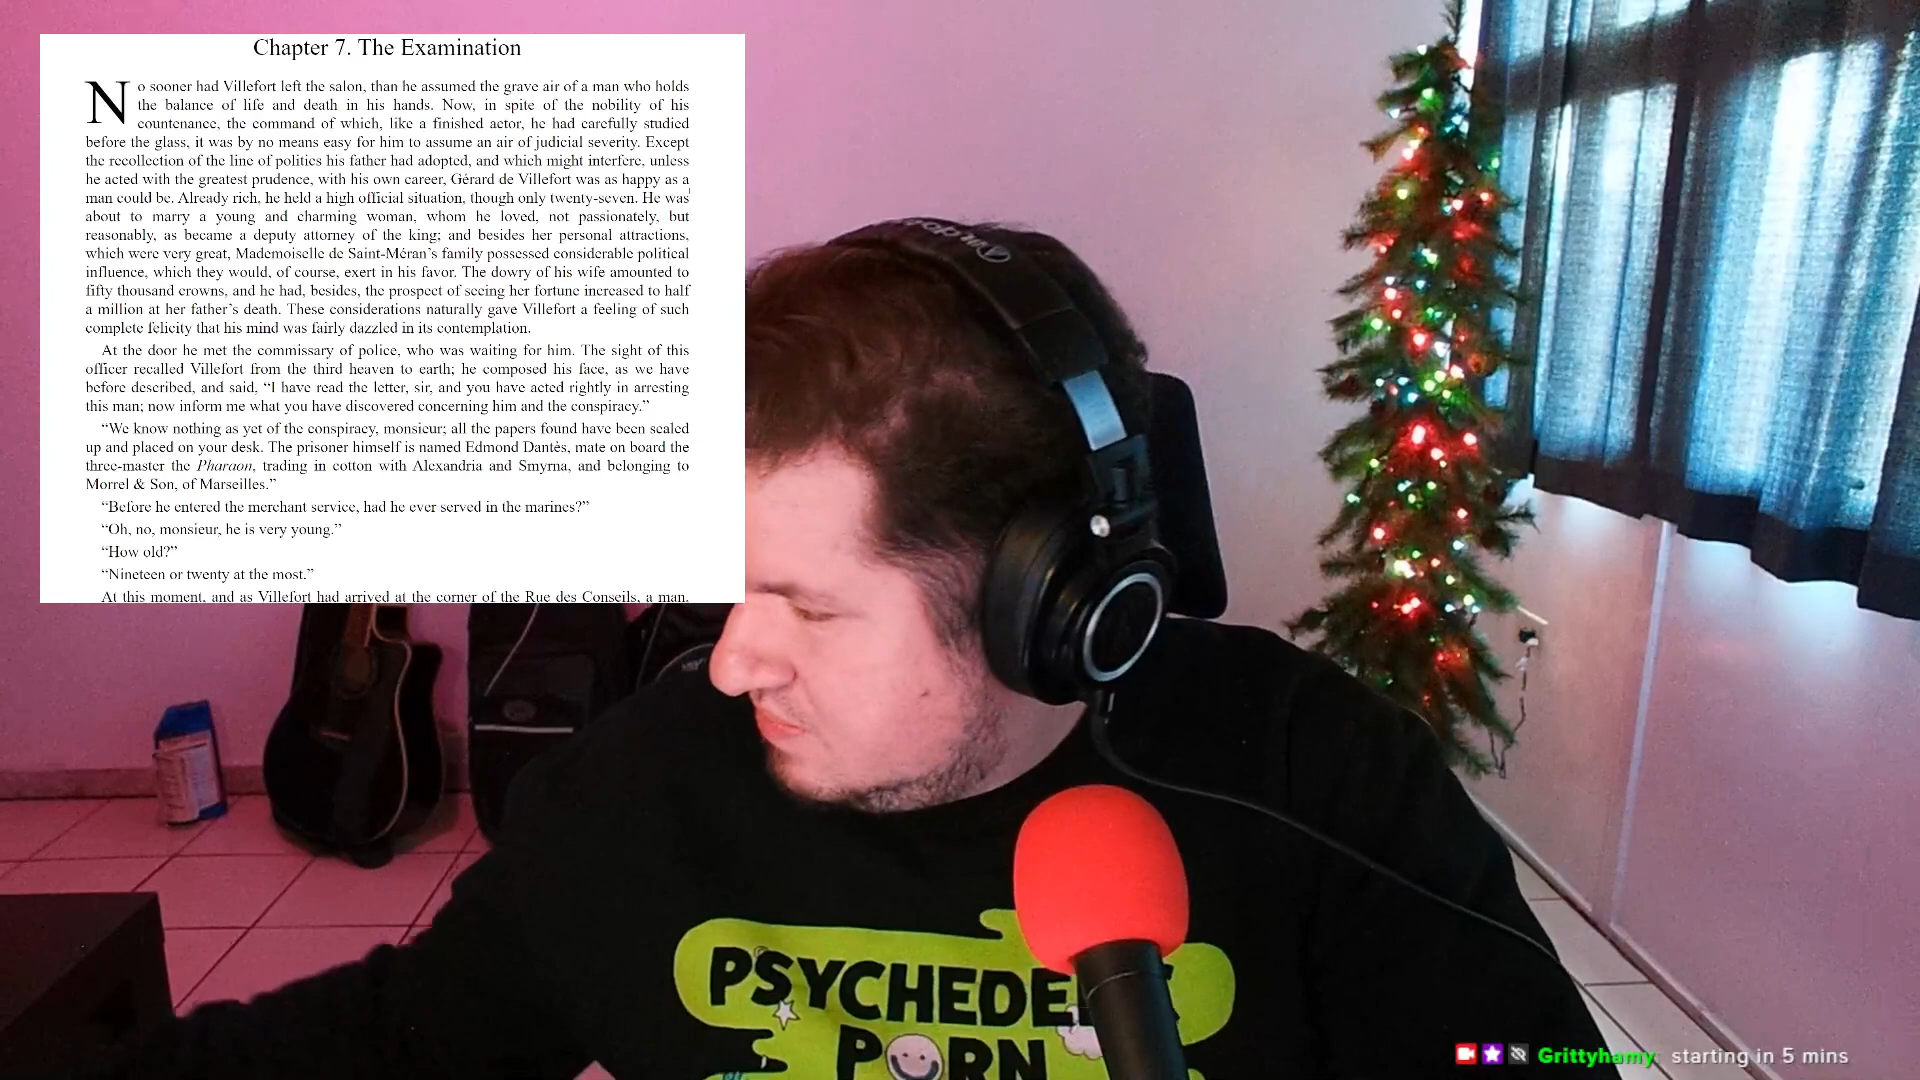 Chapter 7. The Examination
No sooner had Villefort left the salon, than he assumed the grave air of a man who holds
the balance of life and death in his hands. Now, in spite of the nobility of his
countenance, the command of which, like a finished actor, he had carefully studied
before the glass, it was by no means easy for him to assume an air of judicial severity. Except
the recollection of the line of politics his father had adopted, and which might interfere, unless
he acted with the greatest prudence, with his own career, Gérard de Villefort was as happy as a
man could be. Already rich, he held a high official situation, though only twenty-seven. He was
about to marry a young and charming woman, whom he loved, not passionately, but
reasonably, as became a deputy attorney of the king; and besides her personal attractions,
which were very great, Mademoiselle de Saint-Méran’s family possessed considerable political
influence, which they would, of course, exert in his favor. The dowry of his wife amounted to
fifty thousand crowns, and he had, besides, the prospect of seeing her fortune increased to half
a million at her father’s death. These considerations naturally gave Villefort a feeling of such
complete felicity that his mind was fairly dazzled in its contemplation.
At the door he met the commissary of police, who was waiting for him. The sight of this
officer recalled Villefort from the third heaven to earth; he composed his face, as we have
before described, and said, “I have read the letter, sir, and you have acted rightly in arresting
this man; now inform me what you have discovered concerning him and the conspiracy.”
“We know nothing as yet of the conspiracy, monsieur; all the papers found have been sealed
up and placed on your desk. The prisoner himself is named Edmond Dantès, mate on board the
three-master the Pharaon, trading in cotton with Alexandria and Smyrna, and belonging to
Morrel & Son, of Marseilles.”
“Before he entered the merchant service, had he ever served in the marines?”
“Oh, no, monsieur, he is very young.”
“How old?”
“Nineteen or twenty at the most.”
At this moment, and as Villefort had arrived at the corner of the Rue des Conseils, a man,
PSYCHEDE
PORN
Grittyhamy: starting in 5 mins